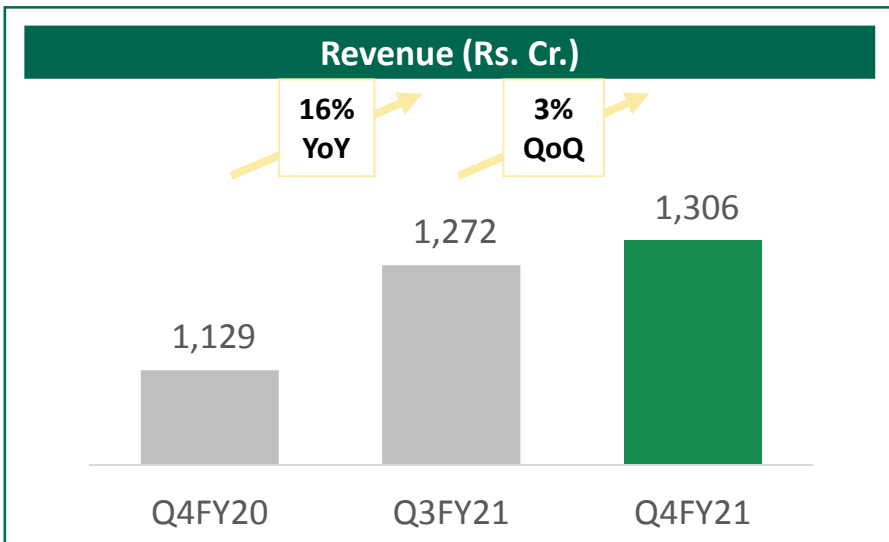 Revenue (Rs. Cr.)
16%
YoY
3%
QoQ
1,129
1,272
1,306
Q4FY20
Q3FY21
Q4FY21